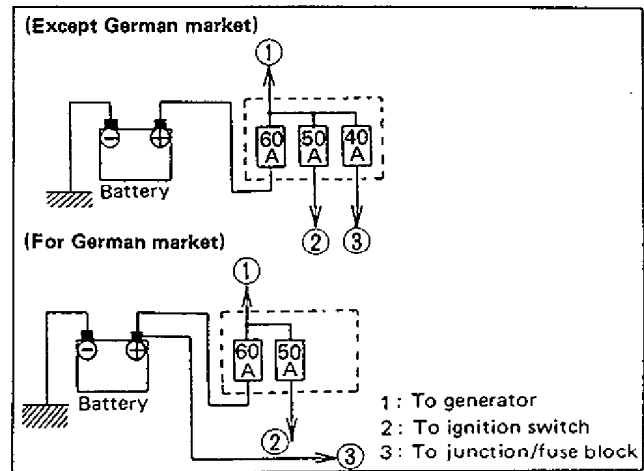 (Except German market)
1
60 A
50 A
40 A
- +
Battery
2
3
(For German market)
1
60 A
50 A
- +
Battery
2
3
1 : To generator
2 : To ignition switch
3 : To junction/fuse block